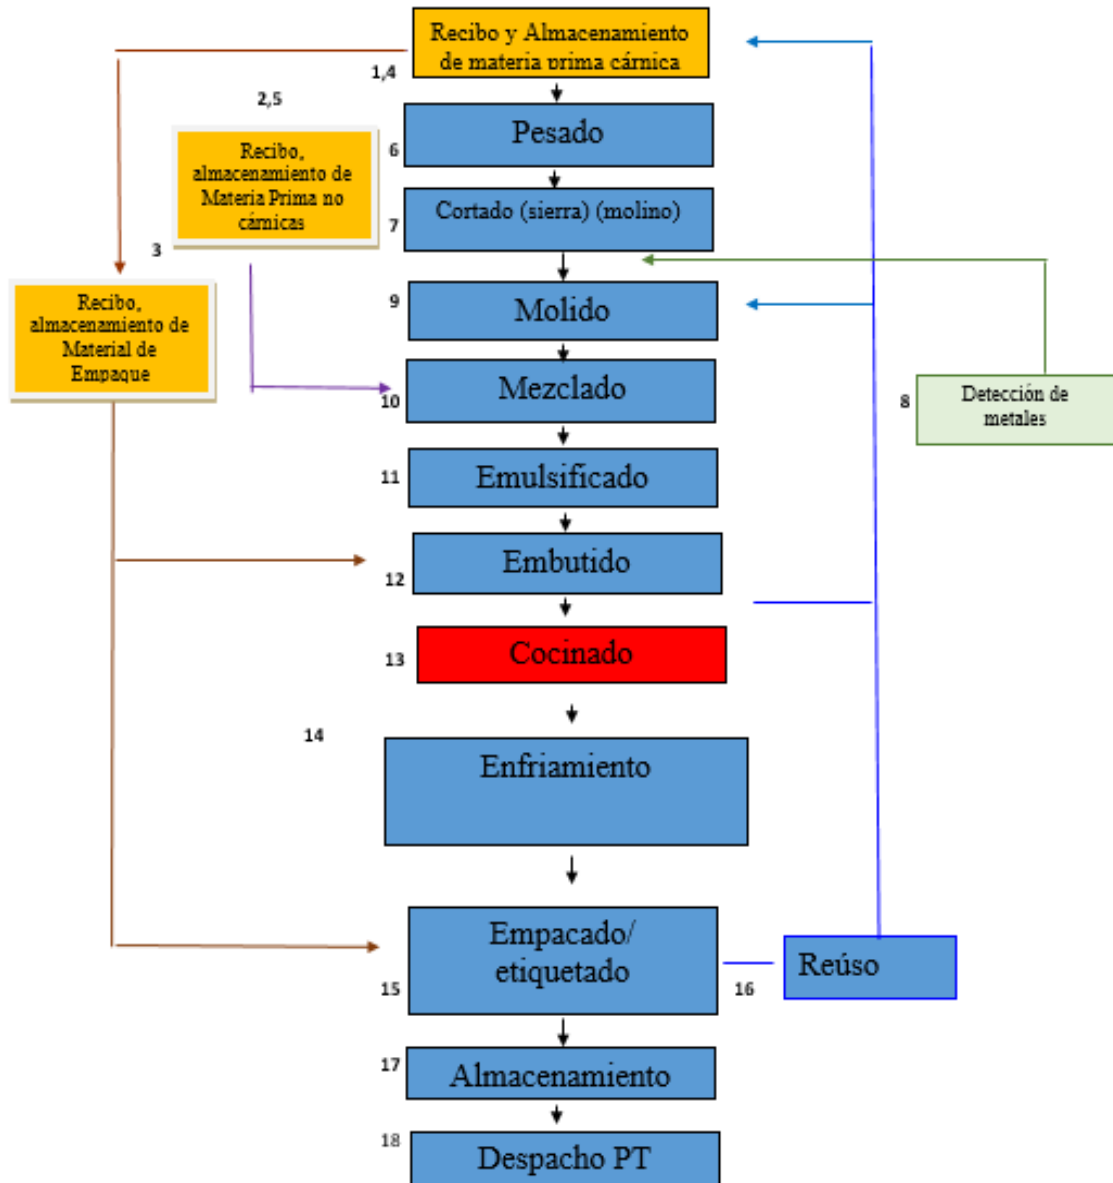 Recibo y Almacenamiento
de materia prima cárnica
1,4
2,5
Pesado
6
Recibo,
almacenamiento de
Materia Prima no
cárnicas
Cortado (sierra) (molino)
7
3
Recibo,
almacenamiento de
Material de
Empaque
9
Molido
Mezclado
10
8
Detección de
metales
11
Emulsificado
Embutido
12
Cocinado
13
14
Enfriamiento
Empacado/
etiquetado
15
16
Reúso
17
Almacenamiento
18
Despacho PT